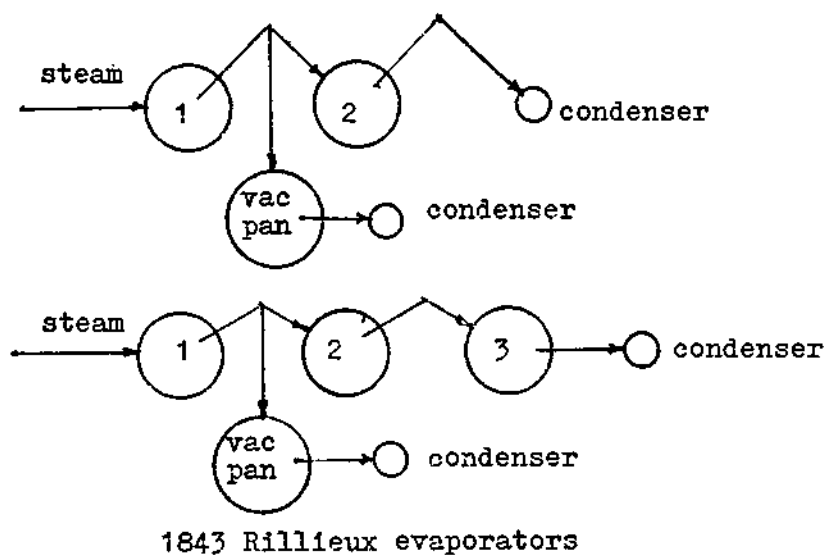 steam
1
2
condenser
vac
pan
condenser
steam
1
2
3
condenser
vac
pan
condenser
1843 Rillieux evaporators